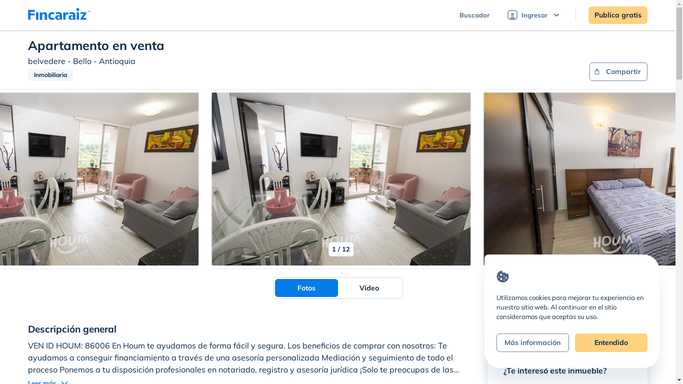 Fincaraiz
Buscador
Ingresar
Publica gratis
Apartamento en venta
belvedere - Bello - Antioquia
Inmobiliaria
Compartir
HOUM
HOUM
HOUM
1 / 12
Fotos
Video
Descripción general
VEN ID HOUM: 86006 En Houm te ayudamos de forma fácil y segura. Los beneficios de comprar con nosotros: Te
ayudamos a conseguir financiamiento a través de una asesoría personalizada Mediación y seguimiento de todo el
proceso Ponemos a tu disposición profesionales en notariado, registro y asesoría jurídica ¡Solo te preocupas de las...
Leer más
Utilizamos cookies para mejorar tu experiencia en
nuestro sitio web. Al continuar en el sitio
consideramos que aceptas su uso.
Más información
Entendido
¿Te interesó este inmueble?